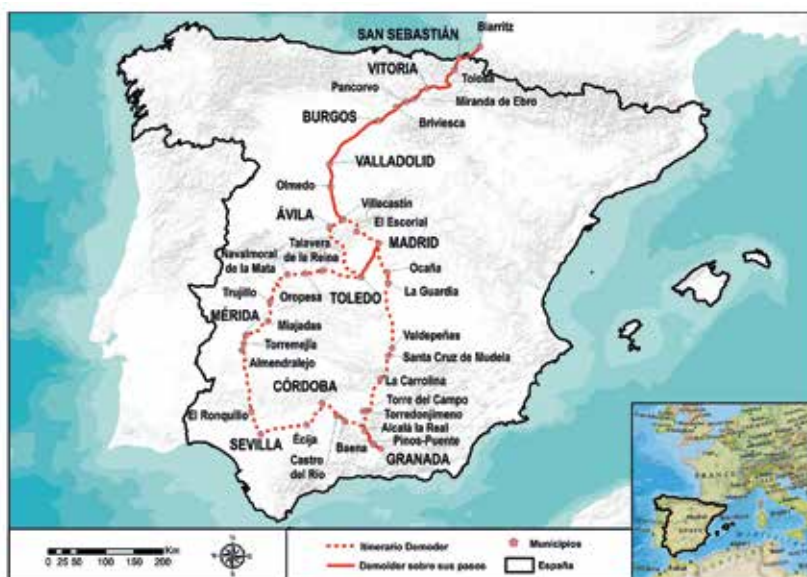 Biarritz
SAN SEBASTIÁN
VITORIA
Tolosa
Pancorvo
Miranda de Ebro
BURGOS
Briviesca
VALLADOLID
Olmedo
Villacastín
ÁVILA
El Escorial
Talavera
de la Reina
MADRID
Navalmoral
de la Mata
Ocaña
La Guardia
Trujillo
Oropesa
TOLEDO
MÉRIDA
Miajadas
Torremejía
Almendralejo
Valdepeñas
Santa Cruz de Mudela
CÓRDOBA
La Carrolina
Torre del Campo
Torredonjimeno
El Ronquillo
Alcalá la Real
Pinos-Puente
SEVILLA
Écija
Baena
Castro
del Río
GRANADA
FRANCE
Madrid
0 25 50 100 150 200
Km
Itinerario Demoder
Demolder sobre sus pasos
Municipios
España